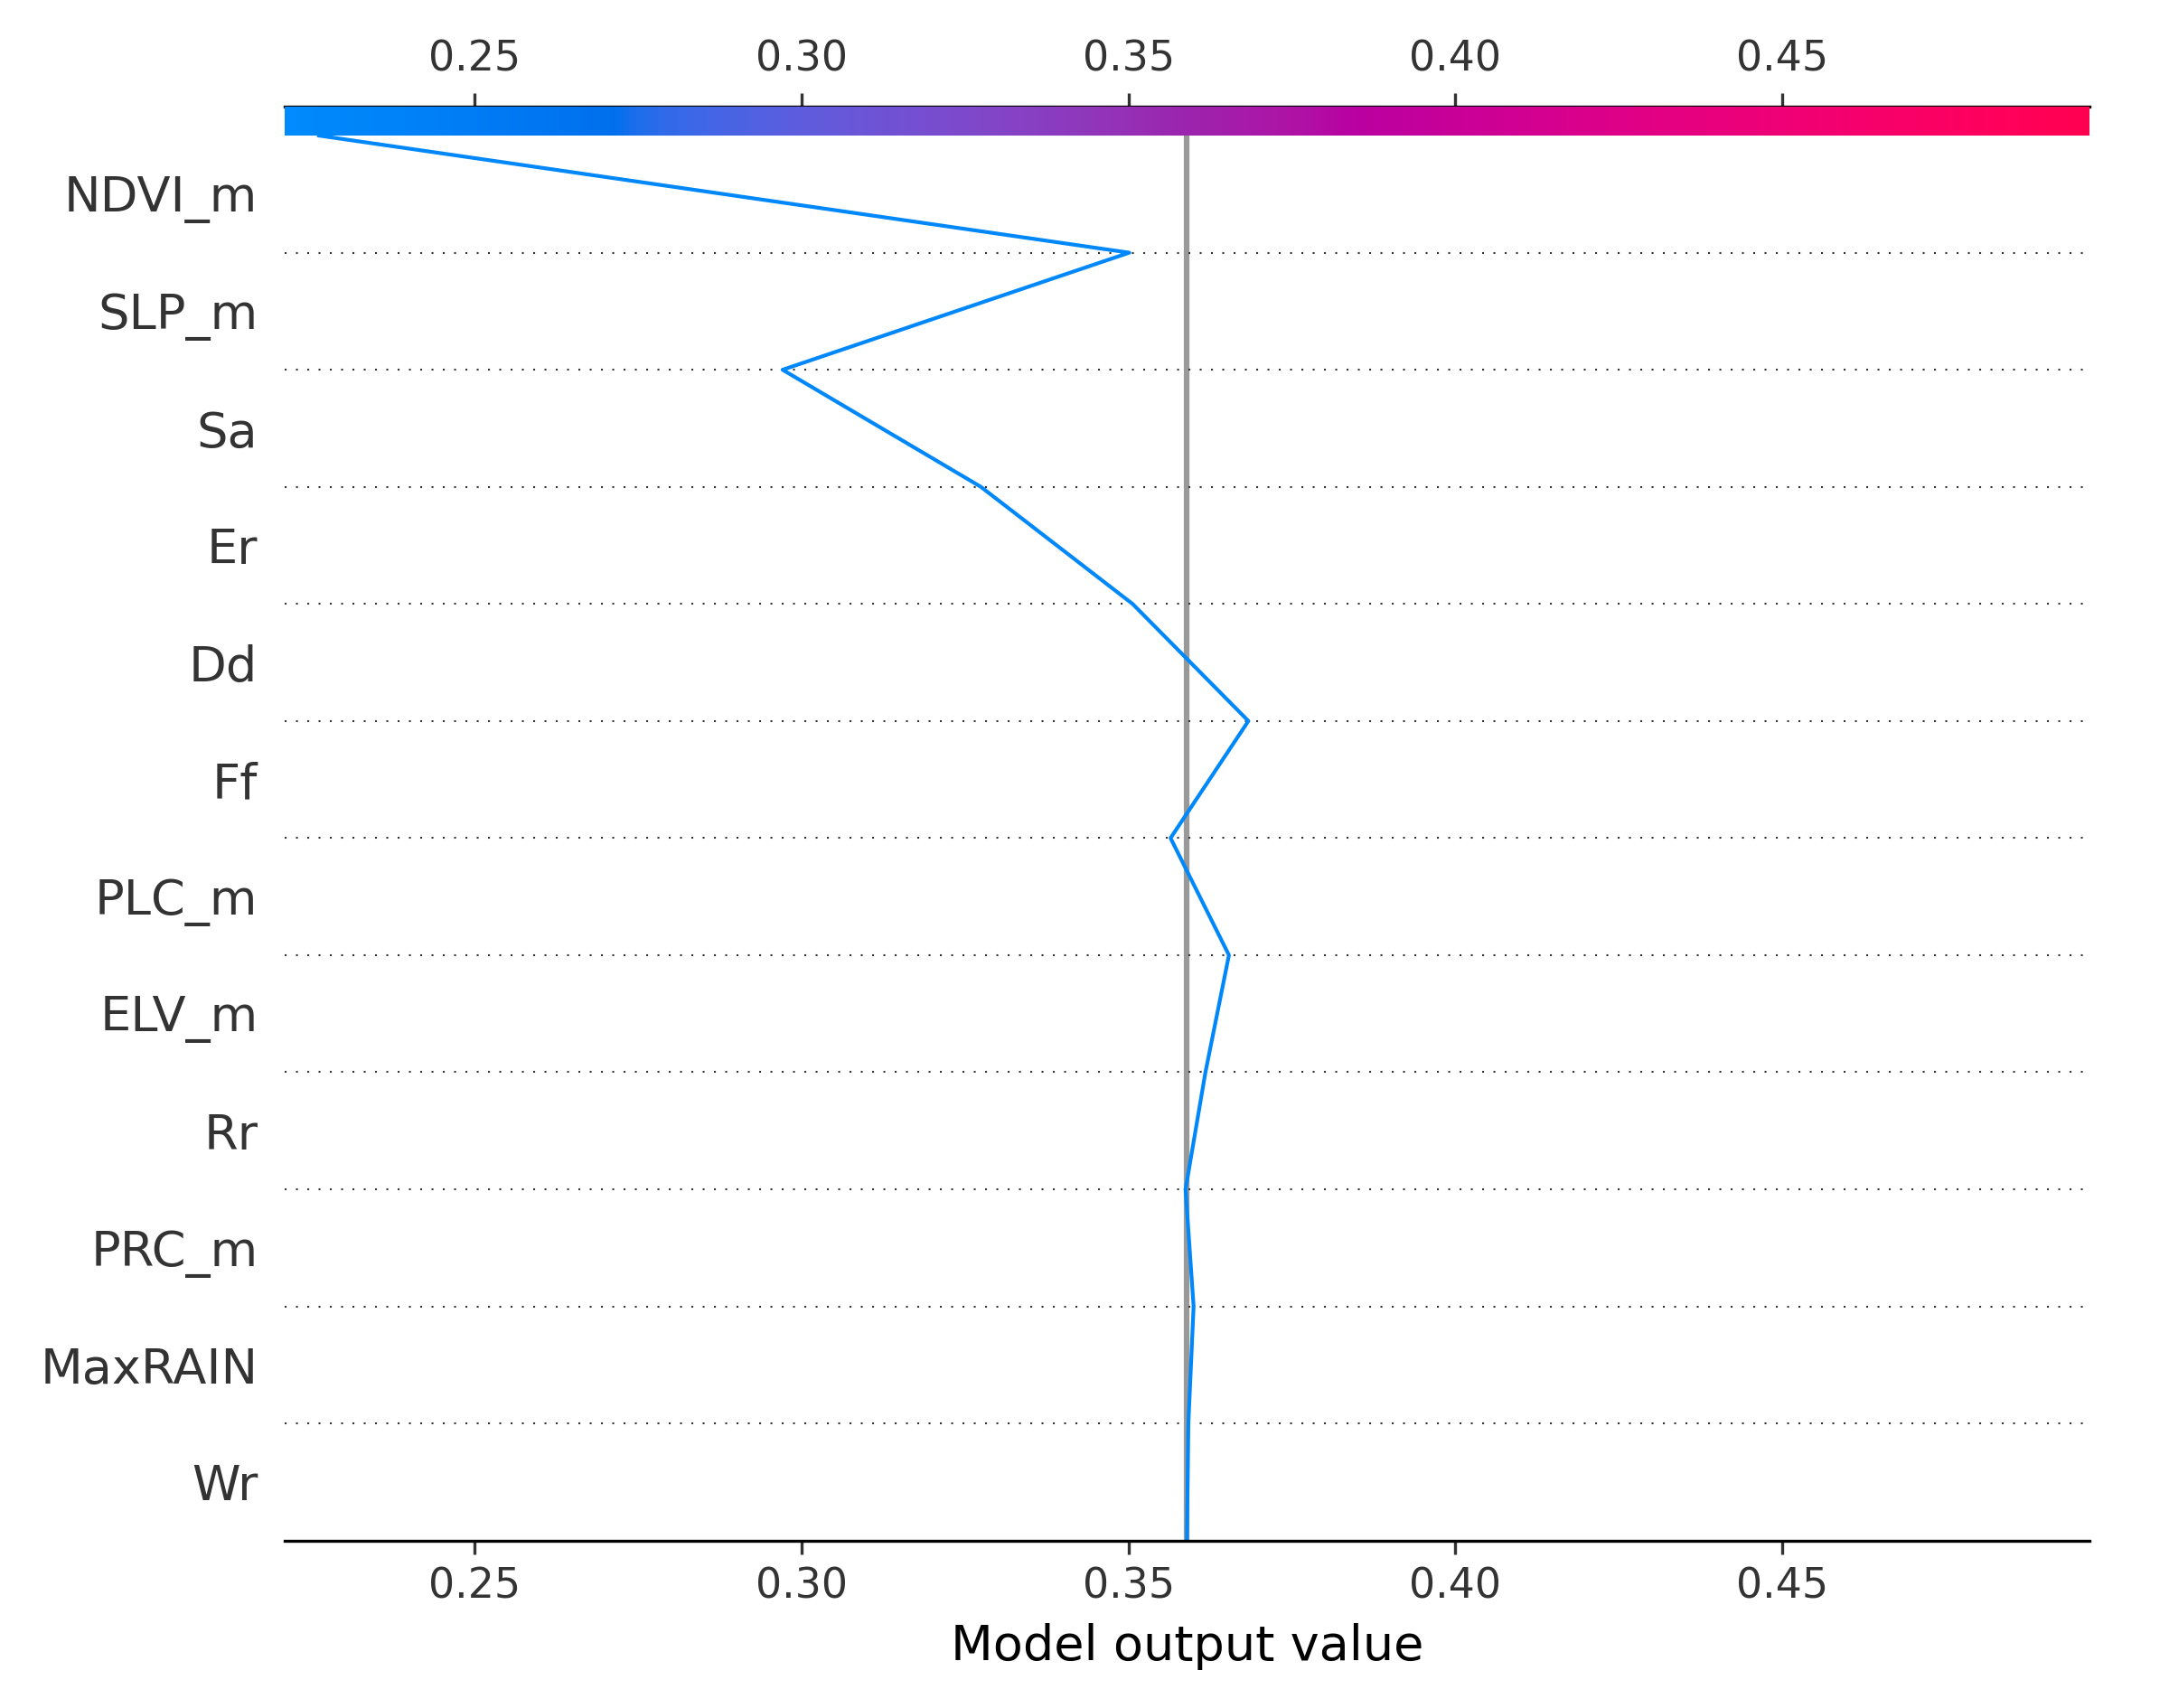 0.25 0.30 0.35 0.40 0.45
NDVI_m
SLP_m
Sa
Er
Dd
Ff
PLC_m
ELV_m
Rr
PRC_m
MaxRAIN
Wr
0.25 0.30 0.35 0.40 0.45
Model output value